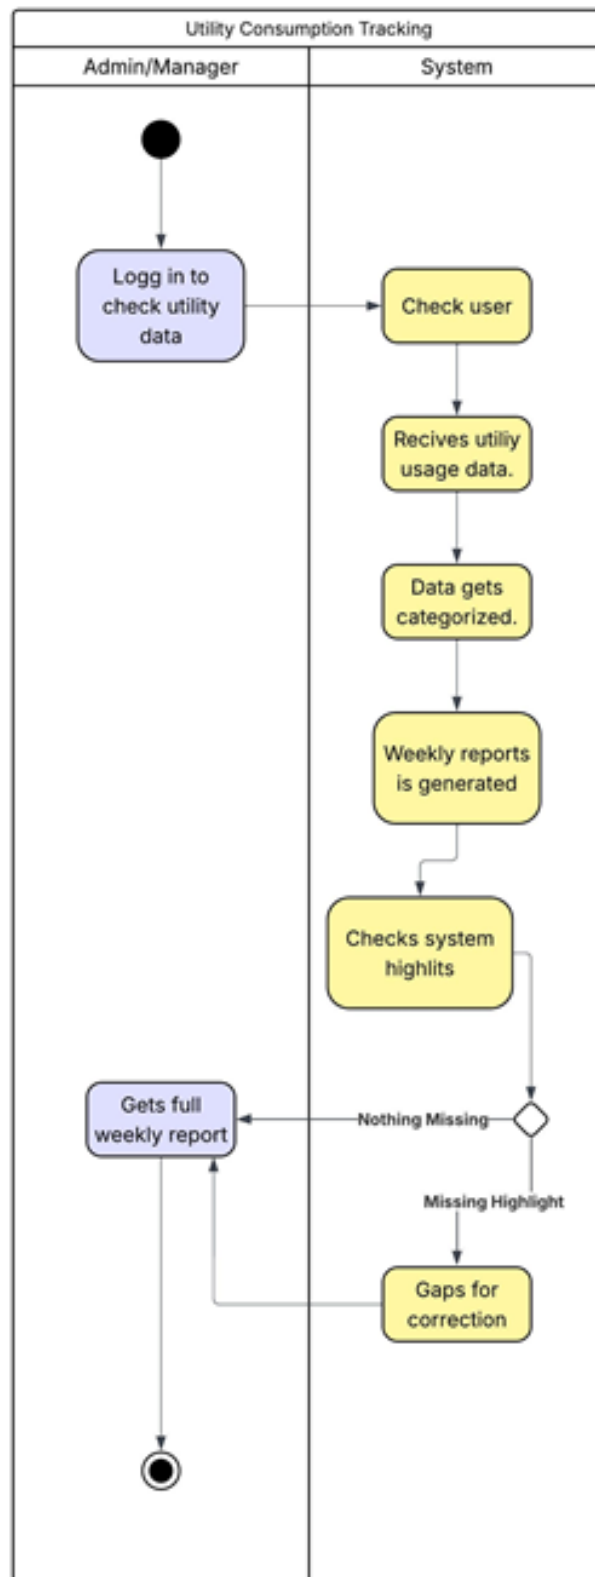 Utility Consumption Tracking
Admin/Manager
System
Logg in to
check utility
data
Check user
Recives utiliy
usage data.
Data gets
categorized.
Weekly reports
is generated
Checks system
highlits
Gets full
weekly report
Nothing Missing
Missing Highlight
Gaps for
correction